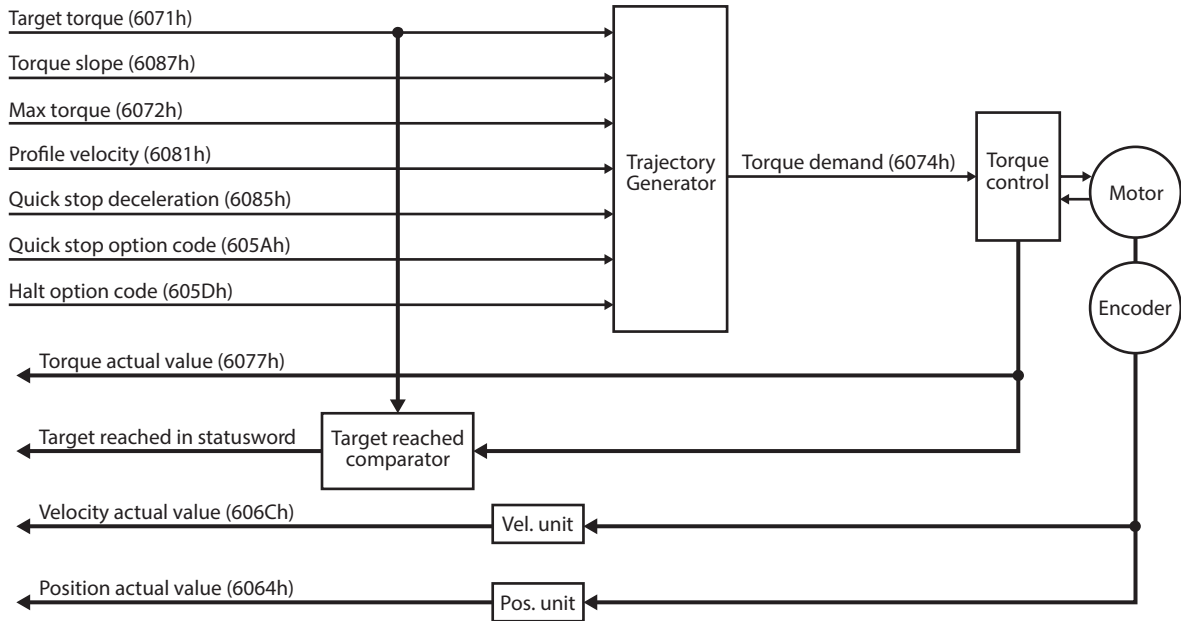 Target torque (6071h)
Torque slope (6087h)
Max torque (6072h)
Profile velocity (6081h)
Quick stop deceleration (6085h)
Quick stop option code (605Ah)
Halt option code (605Dh)
Trajectory
Generator
Torque demand (6074h)
Torque
control
Motor
Encoder
Torque actual value (6077h)
Target reached in statusword
Target reached
comparator
Velocity actual value (606Ch)
Vel. unit
Position actual value (6064h)
Pos. unit